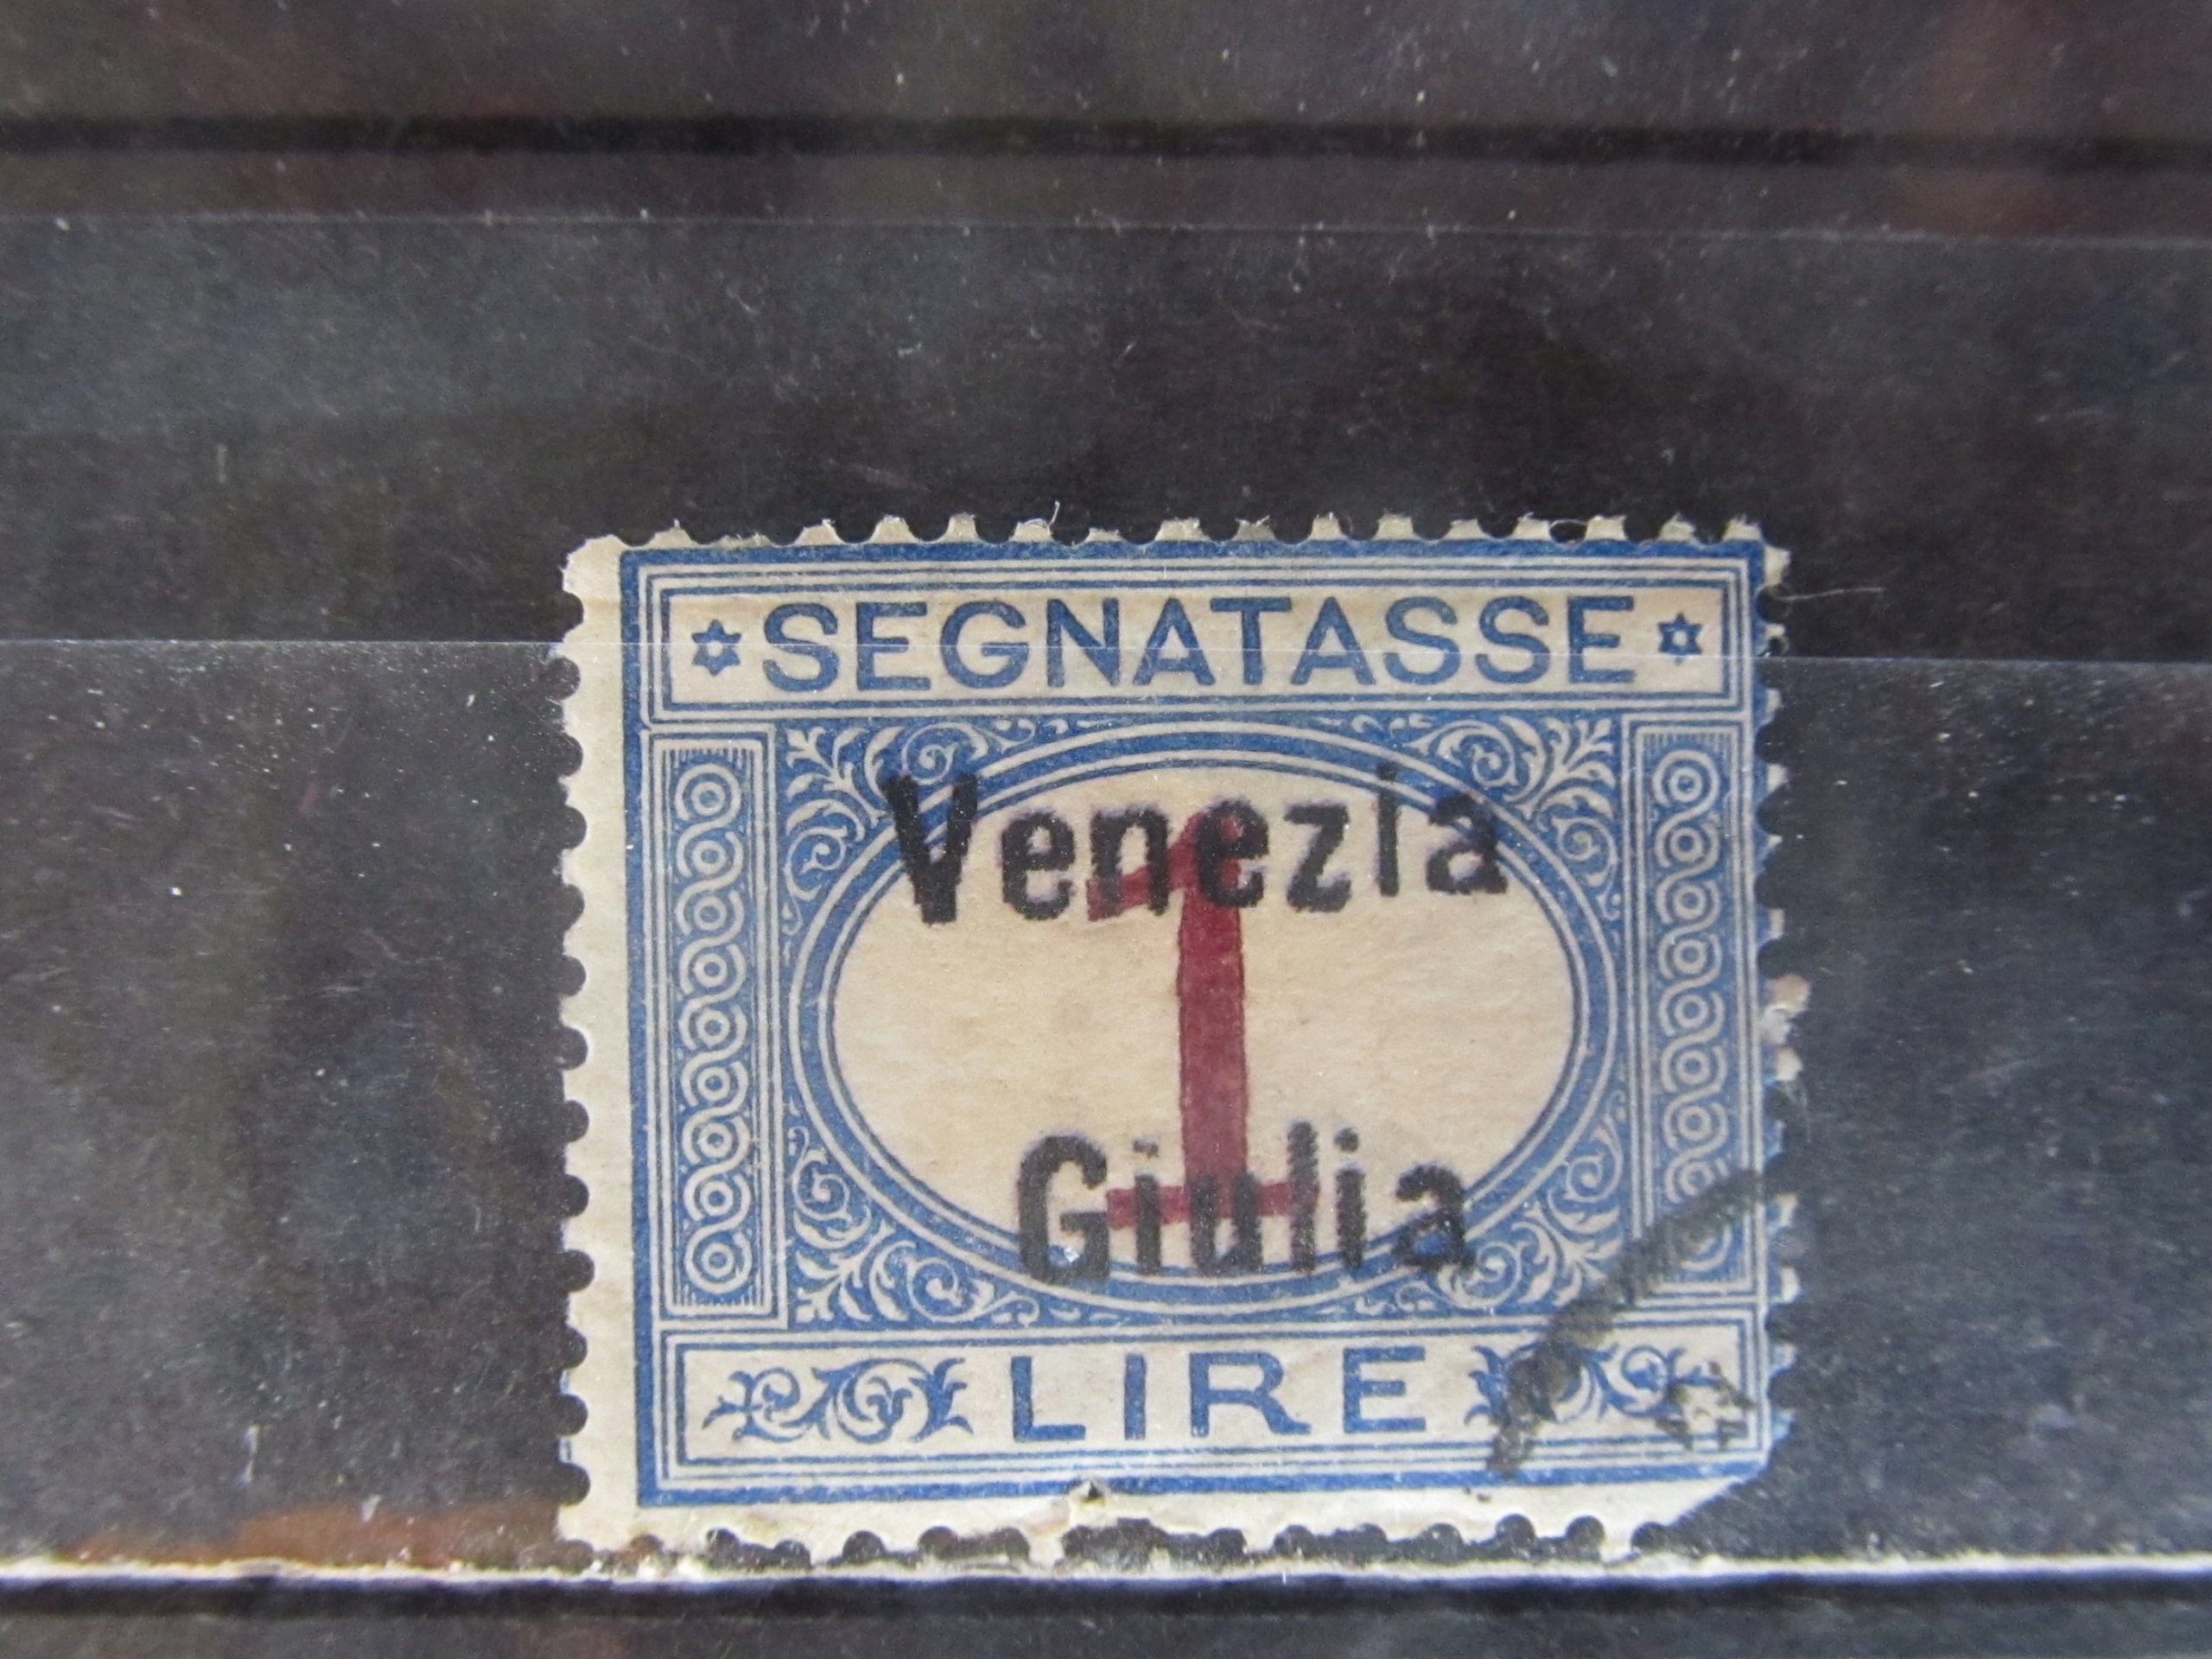 SEGNATASSE
Venezia
1
Giulia
LIRE